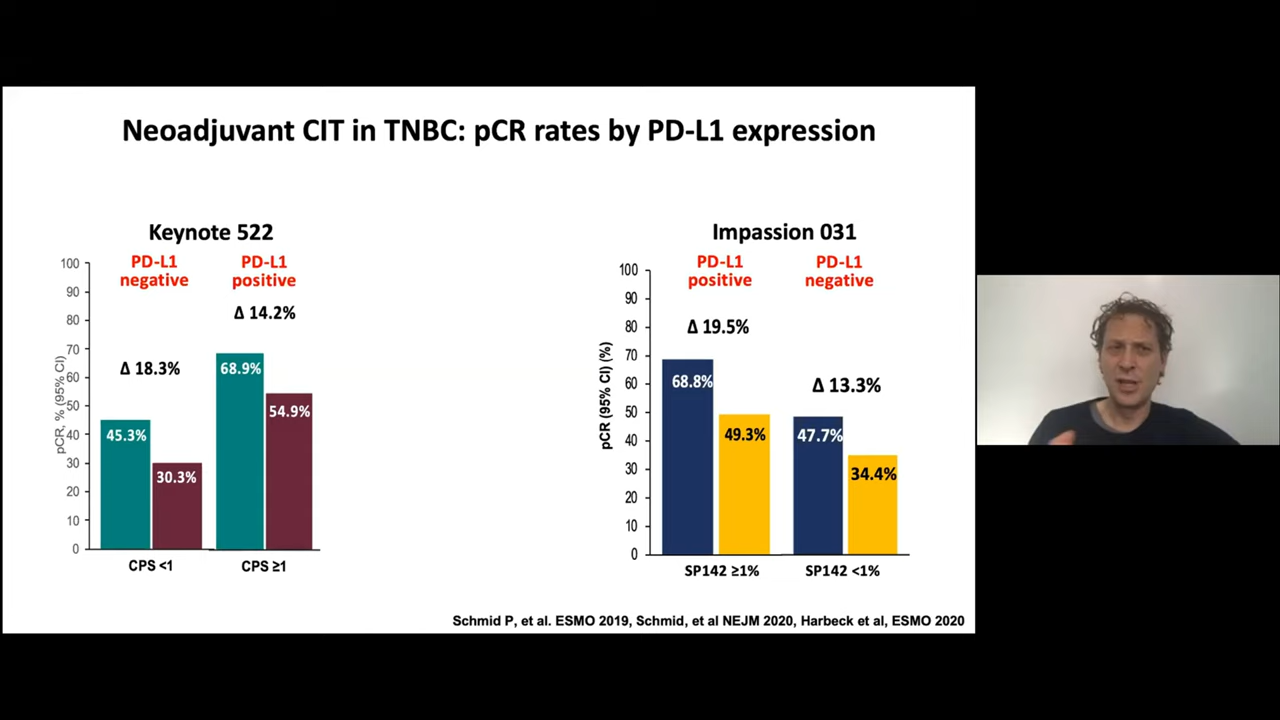 Neoadjuvant CIT in TNBC: pCR rates by PD-L1 expression
Keynote 522
PD-L1
negative
PD-L1
positive
Δ 14.2%
Δ 18.3%
pCR, % (95% CI)
100
90
80
70
60
50
40
30
20
10
0
45.3%
30.3%
68.9%
54.9%
CPS <1
CPS ≥1
Impassion 031
PD-L1
positive
PD-L1
negative
Δ 19.5%
Δ 13.3%
pCR (95% CI) (%)
100
90
80
70
60
50
40
30
20
10
0
68.8%
49.3%
47.7%
34.4%
SP142 ≥1%
SP142 <1%
Schmid P, et al. ESMO 2019, Schmid, et al NEJM 2020, Harbeck et al, ESMO 2020